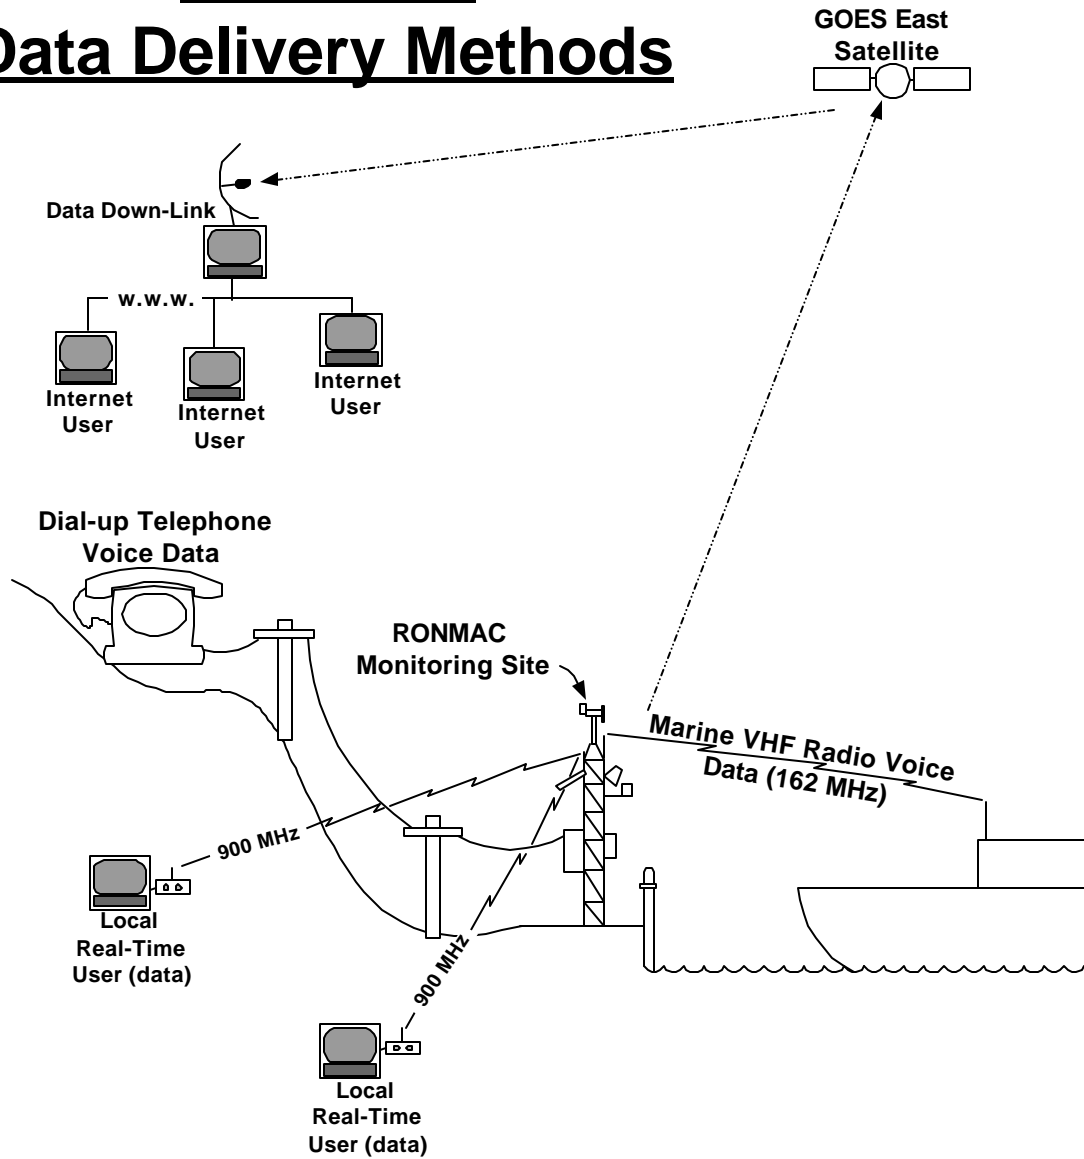 Data Delivery Methods
GOES East
Satellite
Data Down-Link
w.w.w.
Internet
User
Internet
User
Internet
User
Dial-up Telephone
Voice Data
RONMAC
Monitoring Site
Marine VHF Radio Voice
Data (162 MHz)
900 MHz
Local
Real-Time
User (data)
900 MHz
Local
Real-Time
User (data)